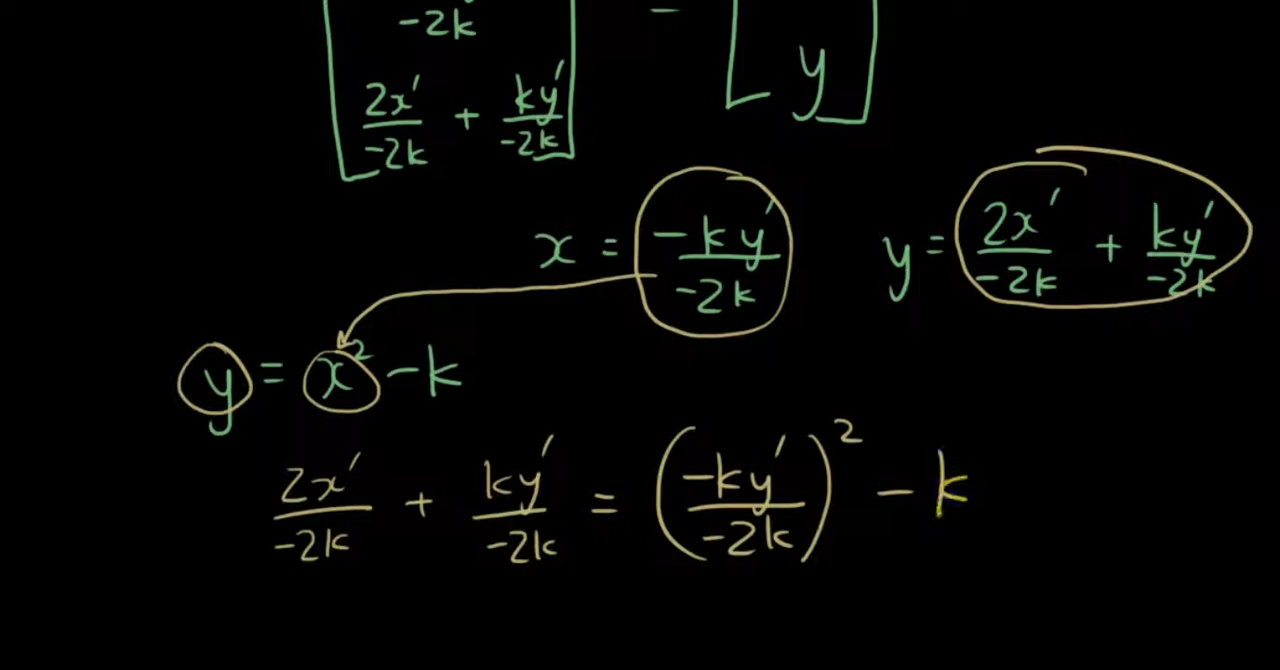 -2k
2x'/-2k + ky'/-2k = y
x = -ky'/-2k y = 2x'/-2k + ky'/-2k
y = x² - k
2x'/-2k + ky'/-2k = (-ky'/-2k)² - k